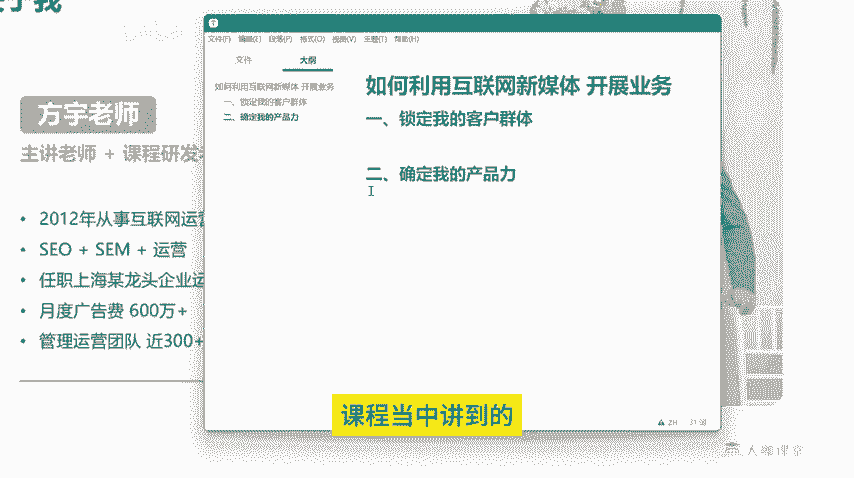 于我
文件(F) 编辑(E) 段落(P) 格式(O) 视图(V) 主题(T) 帮助(H)
文件
大纲
如何利用互联网新媒体 开展业务
一、锁定我的客户群体
二、确定我的产品力
如何利用互联网新媒体 开展业务
一、锁定我的客户群体
二、确定我的产品力
方宇老师
主讲老师 + 课程研发
• 2012年从事互联网运营
• SEO + SEM + 运营
• 任职上海某龙头企业运
• 月度广告费 600万+
• 管理运营团队 近300+
课程当中讲到的
ZH
31 词